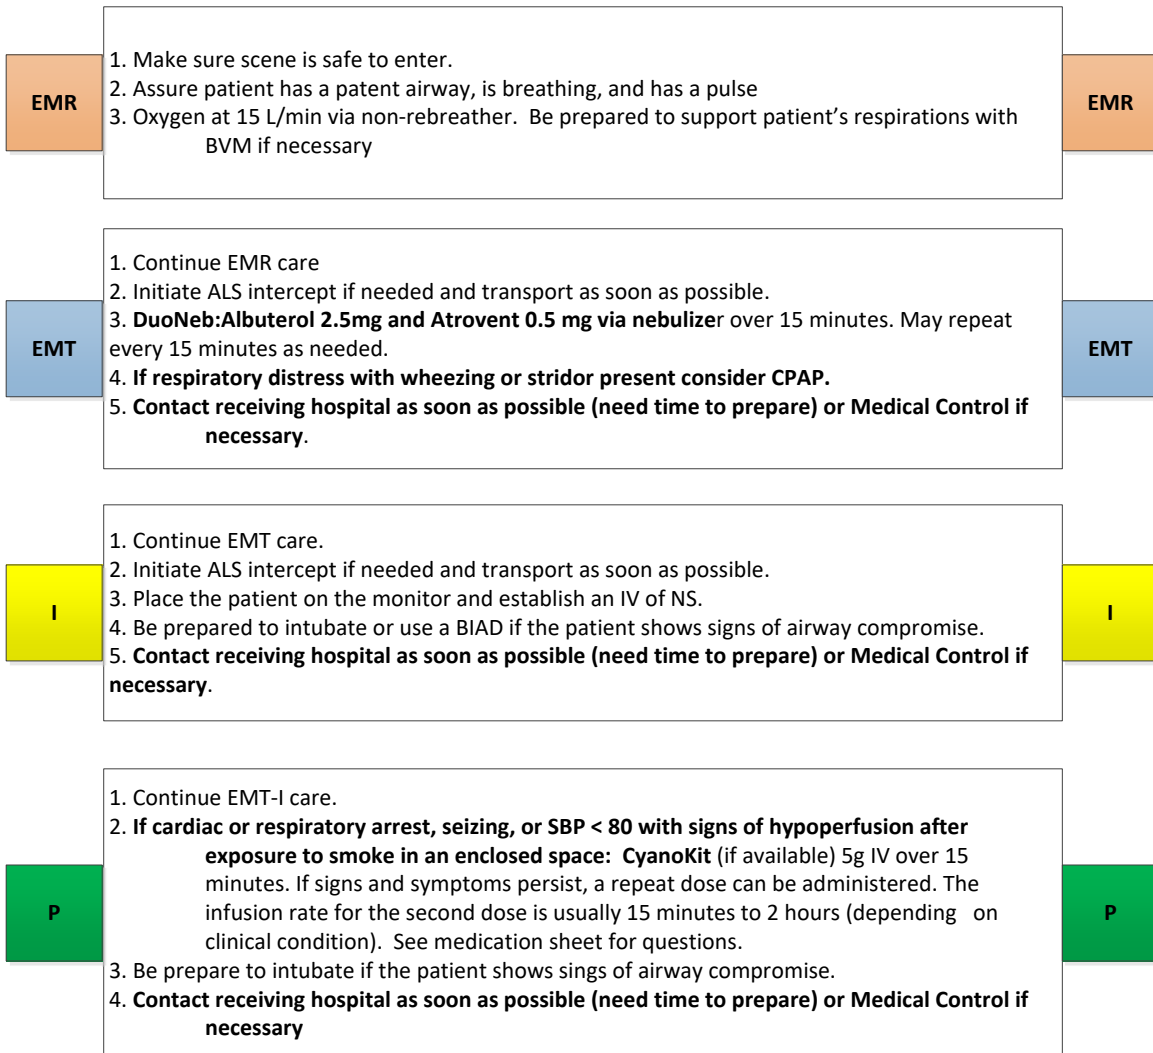 1. Make sure scene is safe to enter.
2. Assure patient has a patent airway, is breathing, and has a pulse
EMR
EMR
3. Oxygen at 15 L/min via non-rebreather.  Be prepared to support patient’s respirations with
BVM if necessary
1. Continue EMR care
2. Initiate ALS intercept if needed and transport as soon as possible.
3. DuoNeb:Albuterol 2.5mg and Atrovent 0.5 mg via nebulizer over 15 minutes. May repeat
EMT
EMT
every 15 minutes as needed.
4. If respiratory distress with wheezing or stridor present consider CPAP.
5. Contact receiving hospital as soon as possible (need time to prepare) or Medical Control if
necessary.
1. Continue EMT care.
2. Initiate ALS intercept if needed and transport as soon as possible.
3. Place the patient on the monitor and establish an IV of NS.
I
I
4. Be prepared to intubate or use a BIAD if the patient shows signs of airway compromise.
5. Contact receiving hospital as soon as possible (need time to prepare) or Medical Control if
necessary.
1. Continue EMT-I care.
2. If cardiac or respiratory arrest, seizing, or SBP < 80 with signs of hypoperfusion after
exposure to smoke in an enclosed space:  CyanoKit (if available) 5g IV over 15
minutes. If signs and symptoms persist, a repeat dose can be administered. The
P
P
infusion rate for the second dose is usually 15 minutes to 2 hours (depending   on
clinical condition).  See medication sheet for questions.
3. Be prepare to intubate if the patient shows sings of airway compromise.
4. Contact receiving hospital as soon as possible (need time to prepare) or Medical Control if
necessary